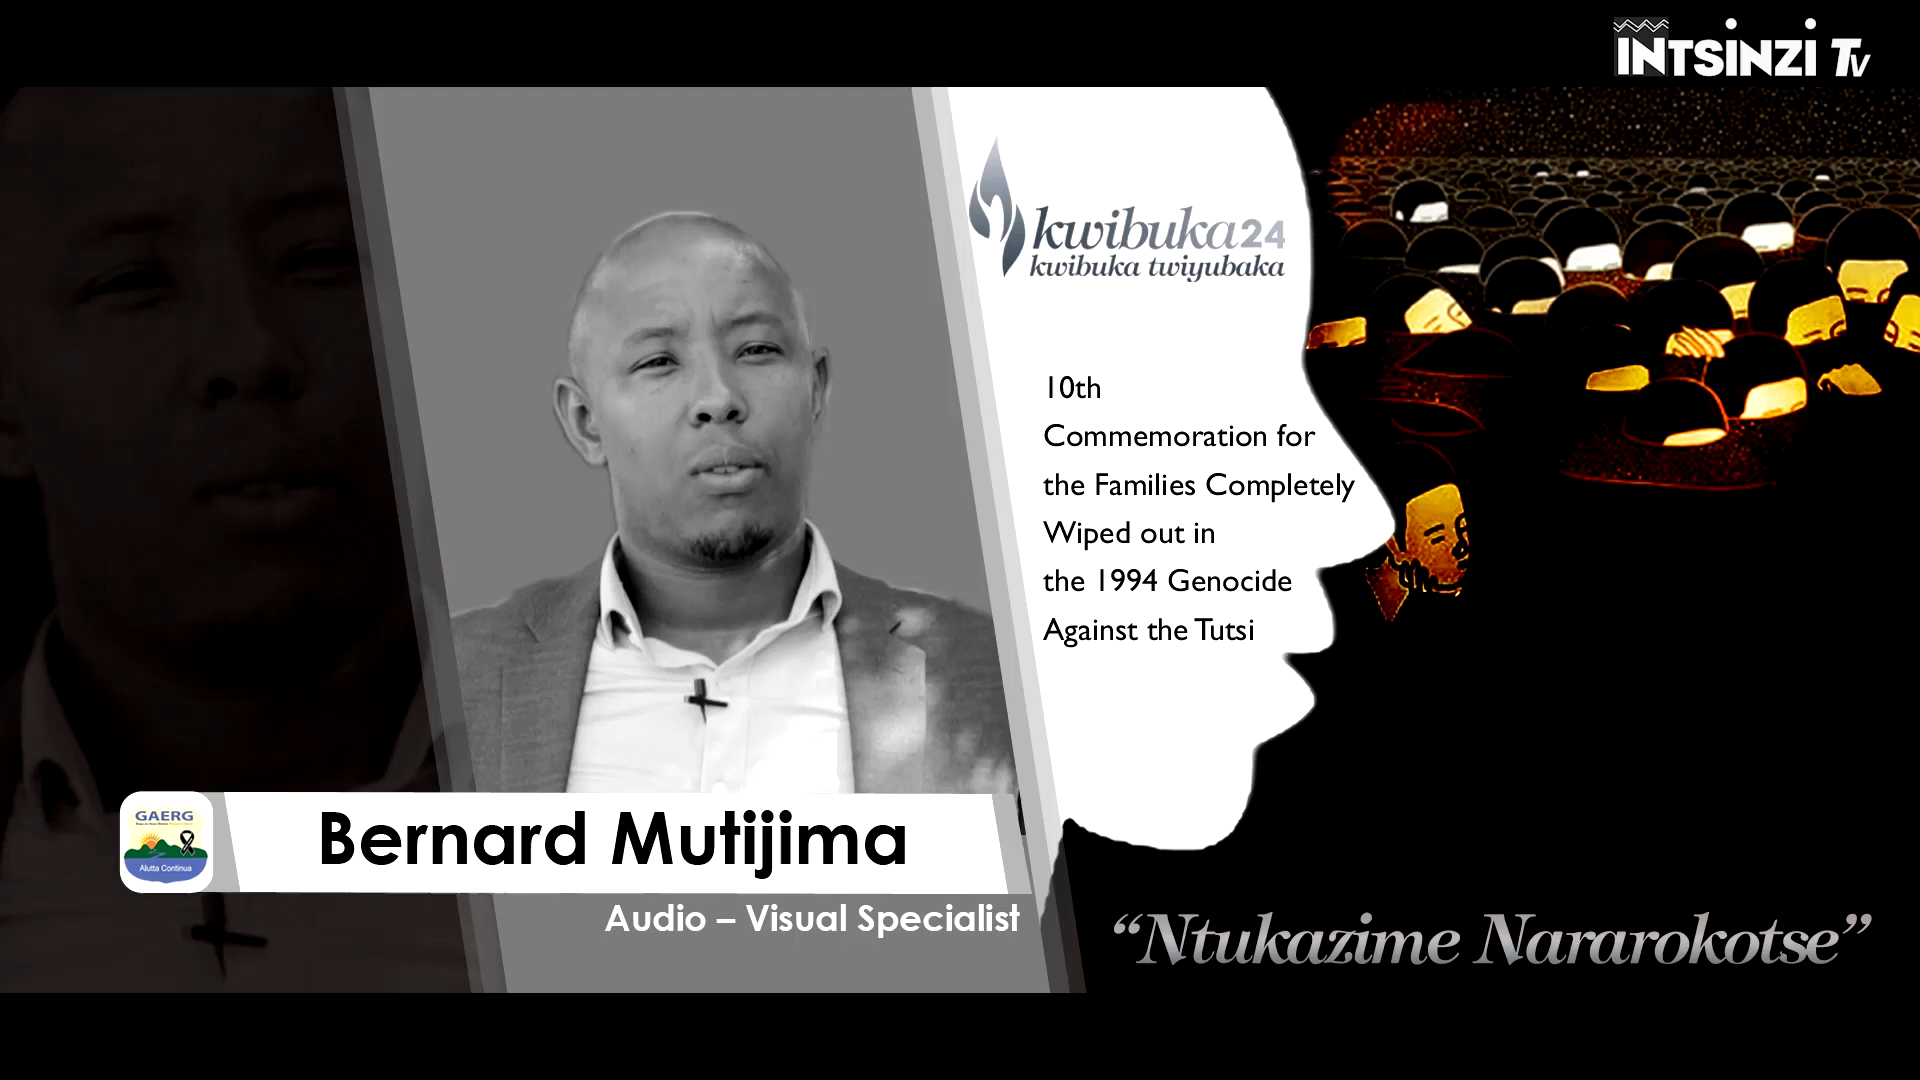 INTSINZI TV
kwibuka24
kwibuka twiyubaka
10th
Commemoration for
the Families Completely
Wiped out in
the 1994 Genocide
Against the Tutsi
GAERG
Alutta Continua
Bernard Mutijima
Audio – Visual Specialist
“Ntukazime Nararokotse”